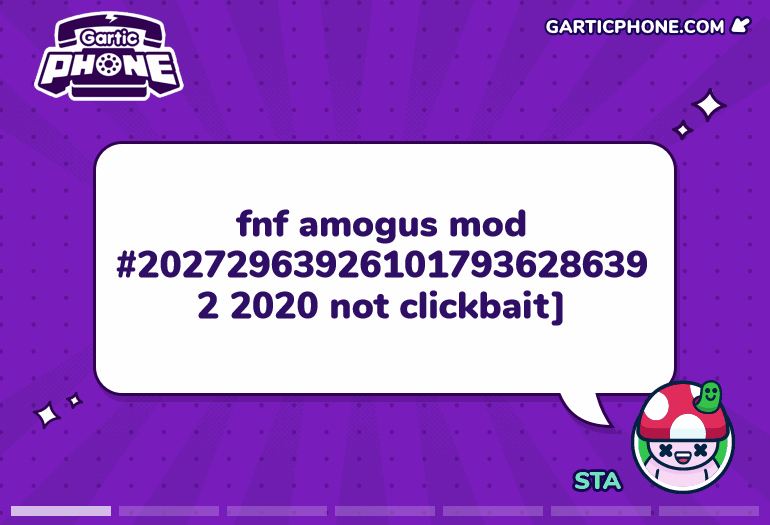 Gartic
PHONE
GARTICPHONE.COM
fnf amogus mod
#20272963926101793628639
2 2020 not clickbait]
STA